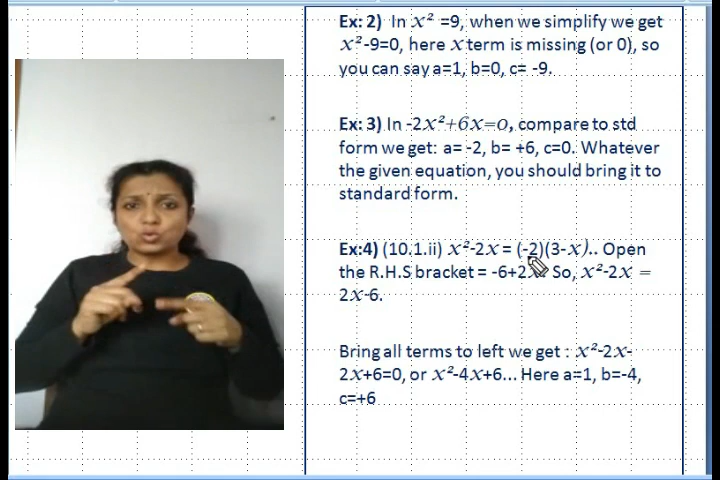 Ex: 2) In x² =9, when we simplify we get
x²-9=0, here x term is missing (or 0), so
you can say a=1, b=0, c= -9.
Ex: 3) In -2x²+6x=0, compare to std
form we get: a= -2, b= +6, c=0. Whatever
the given equation, you should bring it to
standard form.
Ex:4) (10.1.ii) x²-2x = (-2)(3-x).. Open
the R.H.S bracket = -6+2x. So, x²-2x =
2x-6.
Bring all terms to left we get : x²-2x-
2x+6=0, or x²-4x+6... Here a=1, b=-4,
c=+6